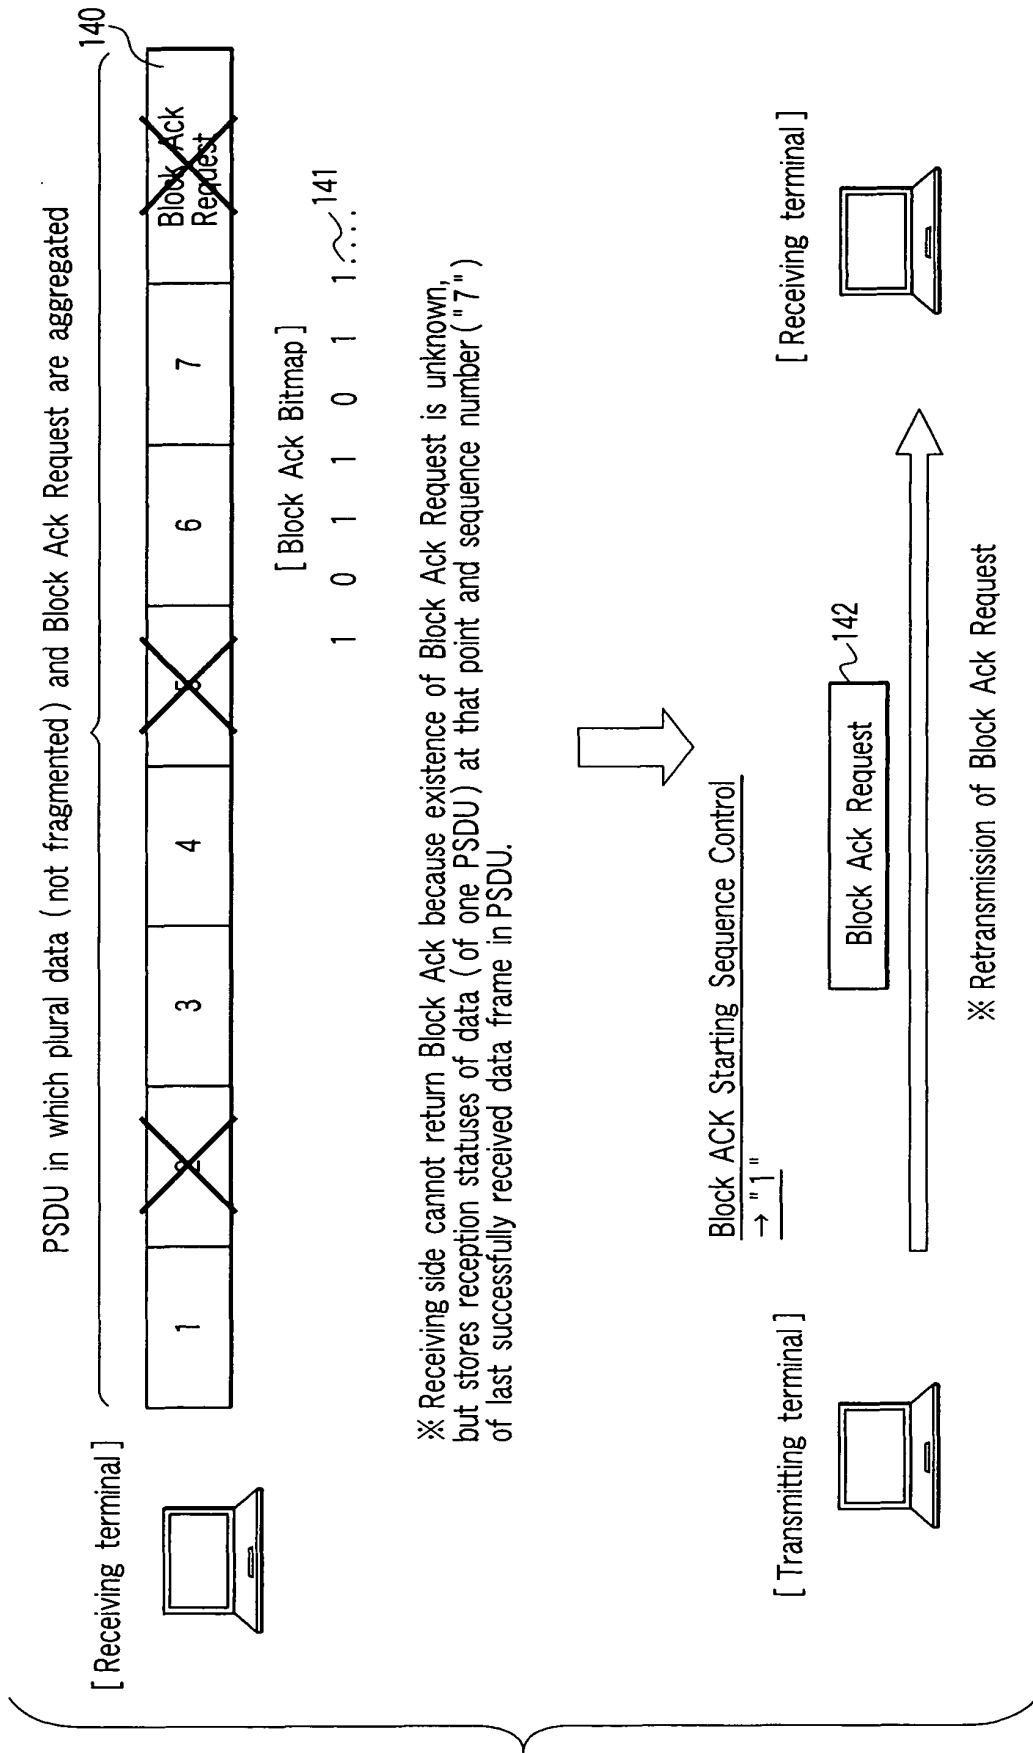 [Receiving terminal]
PSDU in which plural data (not fragmented) and Block Ack Request are aggregated
140
1 2 3 4 5 6 7 Block Ack
Request
[Block Ack Bitmap]
1 0 1 1 0 1 1.... 141
※ Receiving side cannot return Block Ack because existence of Block Ack Request is unknown,
but stores reception statuses of data (of one PSDU) at that point and sequence number ("7")
of last successfully received data frame in PSDU.
[Transmitting terminal]
Block ACK Starting Sequence Control
→ "1"
Block Ack Request
142
[Receiving terminal]
※ Retransmission of Block Ack Request